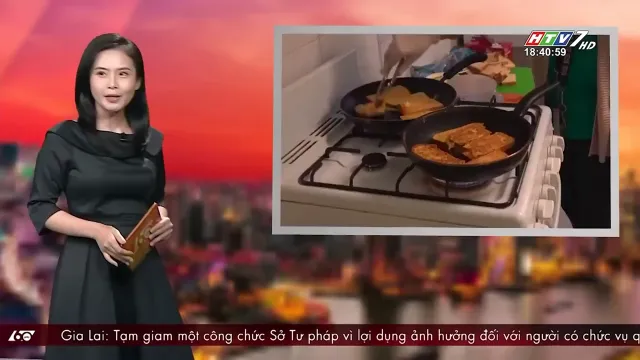 HTV7 HD
18:40:59
60 Gia Lai: Tạm giam một công chức Sở Tư pháp vì lợi dụng ảnh hưởng đối với người có chức vụ q